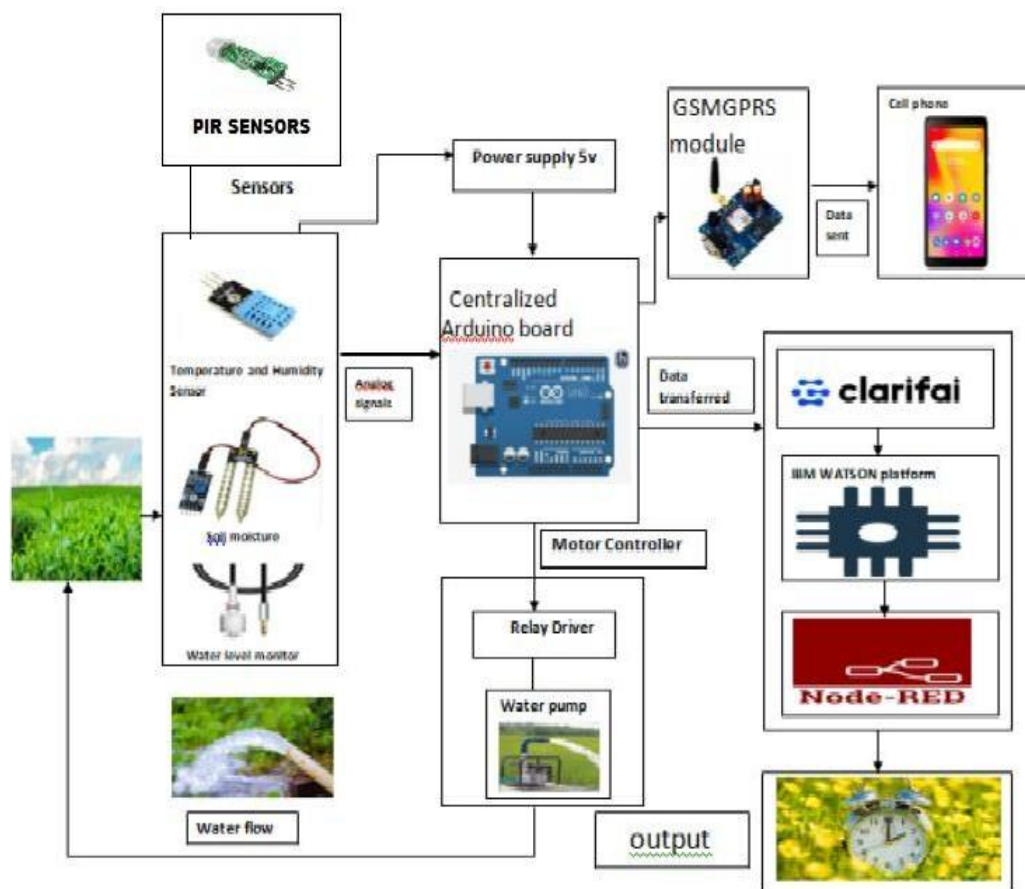 PIR SENSORS
Sensors
Power supply 5v
GSMGPRS
module
Cell phone
Data
sent
Centralized
Arduino board
Temperature and Humidity
Sensor
Analog
signals
Data
transferred
clarifai
IBM WATSON platform
Soil moisture
Motor Controller
Water level monitor
Relay Driver
Water pump
Node-RED
Water flow
output